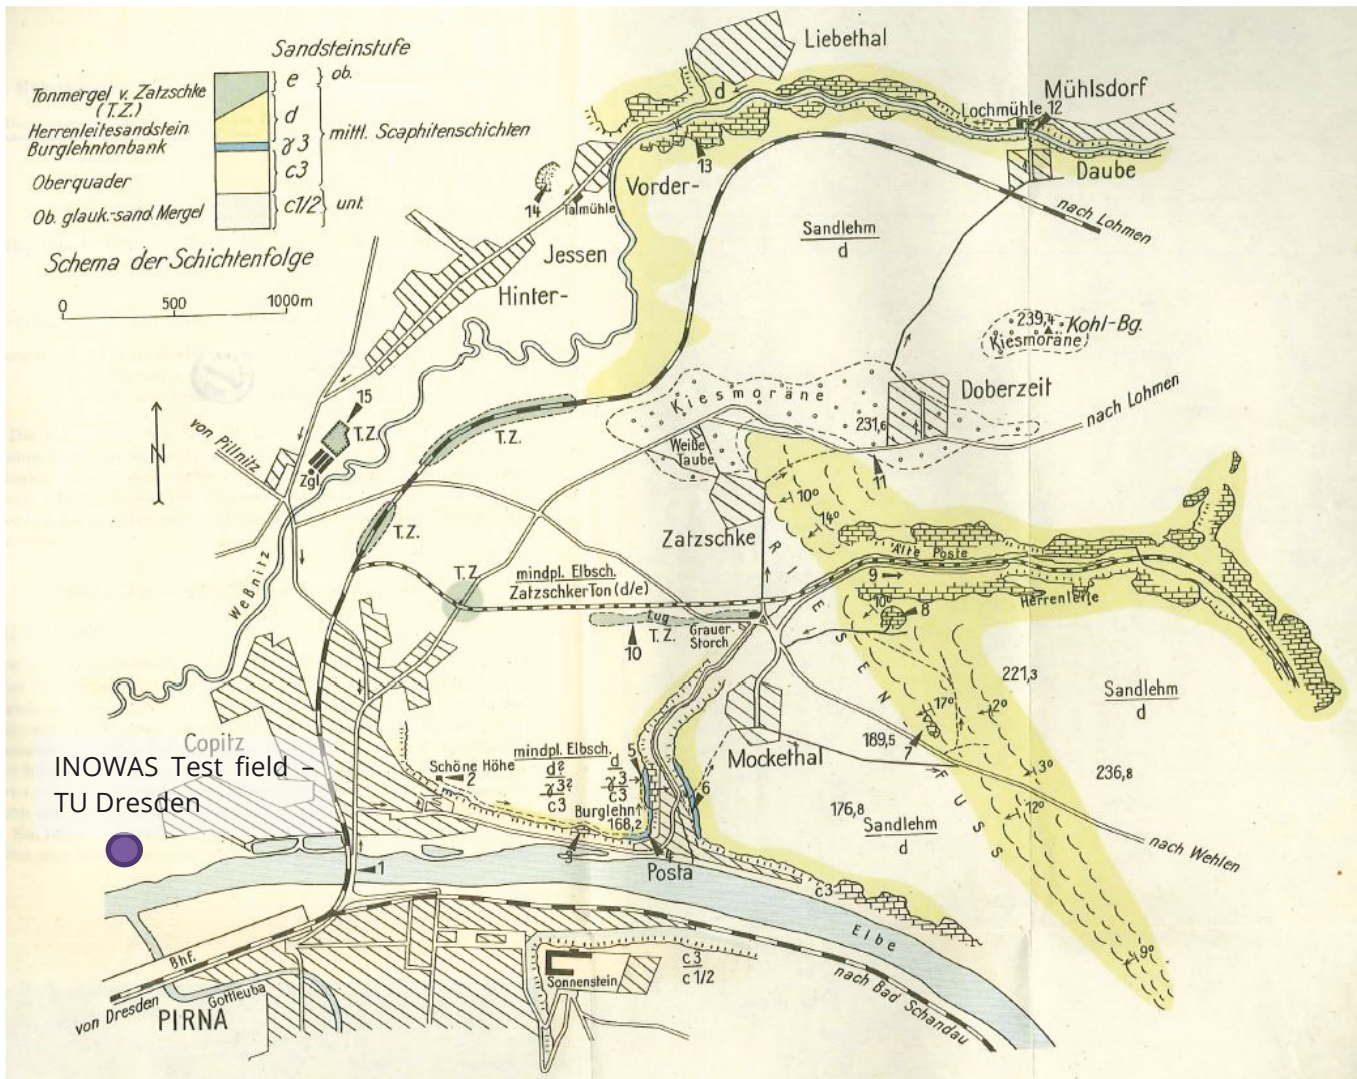 Sandsteinstufe
Tonmergel v. Zatzschke
(T.Z.)
Herrenleitesandstein
Burglehntonbank
Oberquader
Ob. glauk.-sand. Mergel
e
d
γ3
c3
c1/2
ob.
mittl. Scaphitenschichten
unt.
Schema der Schichtenfolge
0 500 1000m
N
Liebethal
d
Mühlsdorf
Lochmühle 12
4
Daube
13
Vorder-
14
Talmühle
Jessen
Hinter-
nach Lohmen
Sandlehm
d
239,4 Kohl-Bg.
Kiesmoräne
Kiesmoräne
Doberzeit
231,6
4
nach Lohmen
15
T.Z.
Zgl.
von Pillnitz
T.Z.
Weiße
Taube
11
10°
14°
T.Z.
Zatzschke
Weßnitz
T.Z.
mindpl. Elbsch.
Zatzschker Ton (d/e)
Alte Poste
9
Herrenleite
10°
8
Lug
T.Z.
Grauer
Storch
10
RIESENFUSS
221,3
Sandlehm
d
17°
2°
189,5
7
3°
236,8
12°
Mockethal
176,8
Sandlehm
d
nach Wehlen
9°
Copitz
INOWAS Test field –
TU Dresden
Schöne Höhe
2
mindpl. Elbsch.
d?
γ3?
c3
d
γ3
c3
5
6
Burglehn
168,2
3
4
Posta
1
c3
Elbe
c3
c1/2
Sonnenstein
Bhf.
Gottleuba
von Dresden
PIRNA
nach Bad Schandau